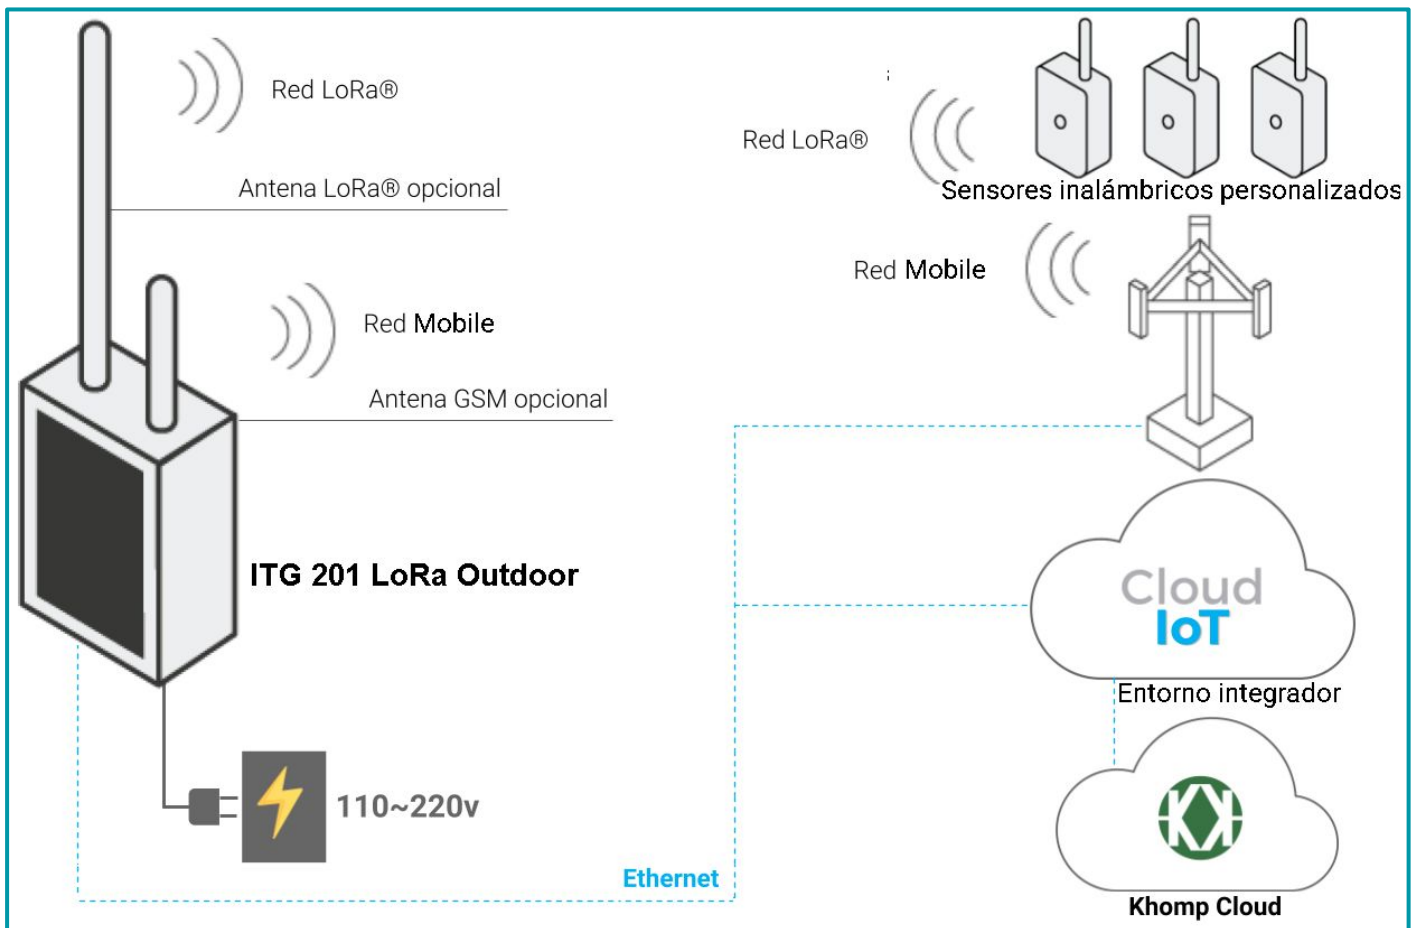 Red LoRa®
Antena LoRa® opcional
Red Mobile
Antena GSM opcional
ITG 201 LoRa Outdoor
110~220v
Ethernet
Red LoRa®
Sensores inalámbricos personalizados
Red Mobile
Cloud
IoT
Entorno integrador
Khomp Cloud